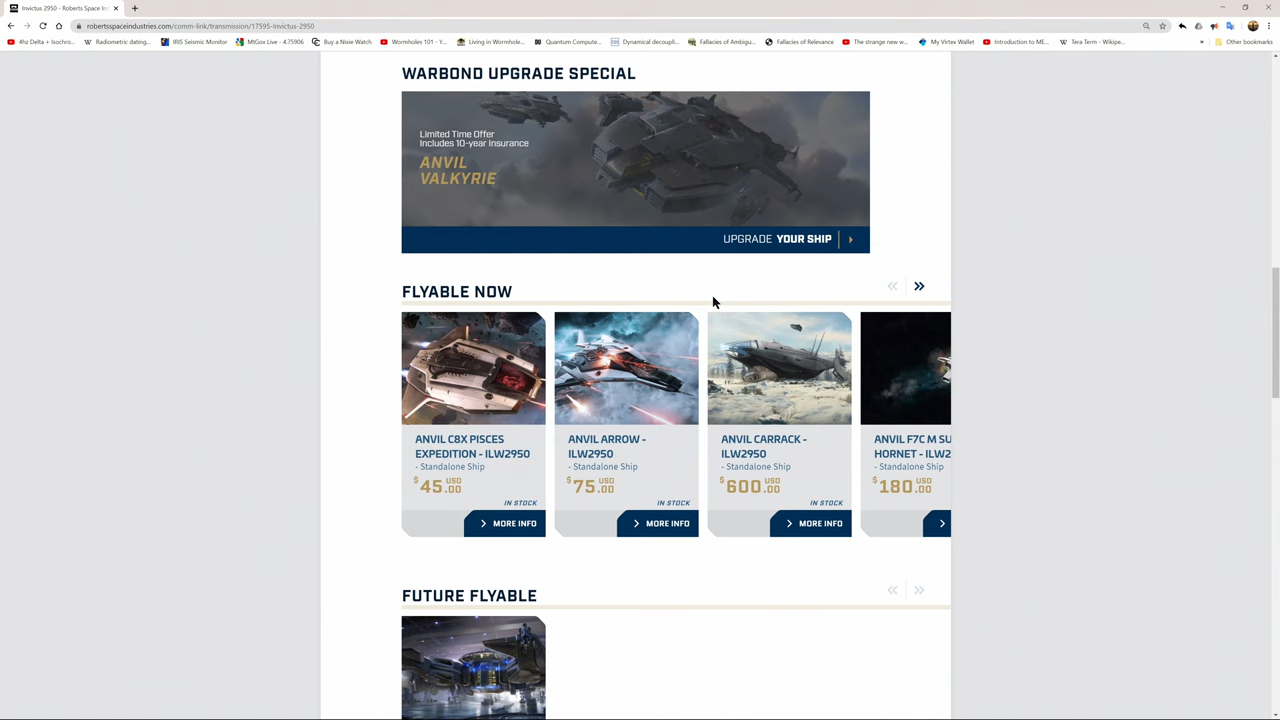 Invictus 2950 - Roberts Space In
robertsspaceindustries.com/comm-link/transmission/17595-Invictus-2950
4hz Delta + Isochro...
Radiometric dating...
IRIS Seismic Monitor
MtGox Live - 4.75906
Buy a Nixie Watch
Wormholes 101 - Y...
Living in Wormhole...
Quantum Compute...
Dynamical decoupli...
Fallacies of Ambigu...
Fallacies of Relevance
The strange new w...
My Virtex Wallet
Introduction to ME...
Tera Term - Wikipe...
Other bookmarks
WARBOND UPGRADE SPECIAL
Limited Time Offer
Includes 10-year Insurance
ANVIL
VALKYRIE
UPGRADE YOUR SHIP
FLYABLE NOW
ANVIL C8X PISCES
EXPEDITION - ILW2950
- Standalone Ship
$45 USD .00
IN STOCK
MORE INFO
ANVIL ARROW -
ILW2950
- Standalone Ship
$75 USD .00
IN STOCK
MORE INFO
ANVIL CARRACK -
ILW2950
- Standalone Ship
$600 USD .00
IN STOCK
MORE INFO
ANVIL F7C M SU
HORNET - ILW2
- Standalone Ship
$180 USD .00
FUTURE FLYABLE